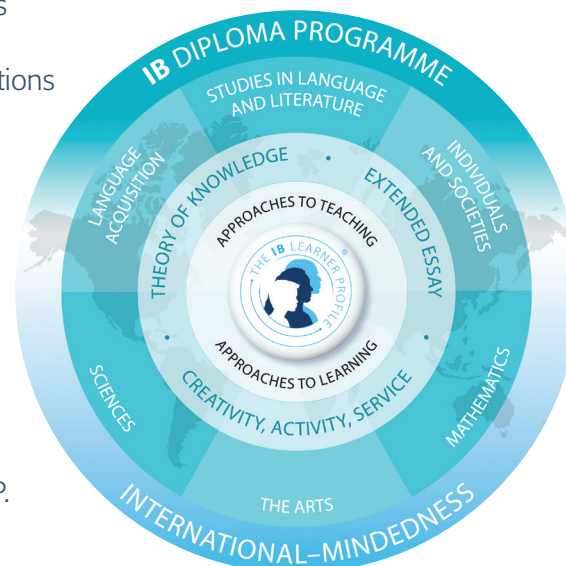 s
tions
P.
IB DIPLOMA PROGRAMME
STUDIES IN LANGUAGE
AND LITERATURE
LANGUAGE
ACQUISITION
INDIVIDUALS
AND SOCIETIES
THEORY OF KNOWLEDGE
•
EXTENDED ESSAY
•
APPROACHES TO TEACHING
THE IB LEARNER PROFILE
®
APPROACHES TO LEARNING
•
CREATIVITY, ACTIVITY, SERVICE
SCIENCES
MATHEMATICS
THE ARTS
INTERNATIONAL–MINDEDNESS